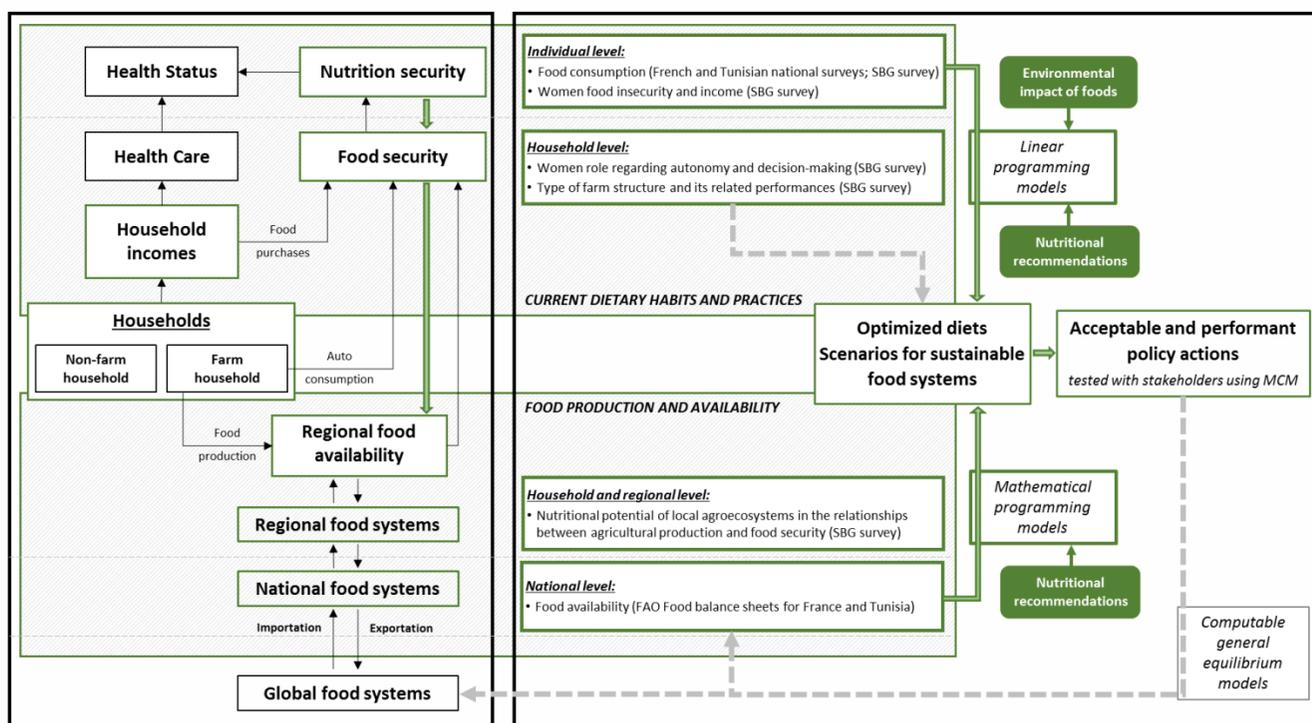 Health Status
Nutrition security
Health Care
Food security
Household
incomes
Food
purchases
Households
Non-farm
household
Farm
household
Auto
consumption
Food
production
Regional food
availability
Regional food systems
National food systems
Importation
Exportation
Global food systems
Individual level:
• Food consumption (French and Tunisian national surveys; SBG survey)
• Women food insecurity and income (SBG survey)
Household level:
• Women role regarding autonomy and decision-making (SBG survey)
• Type of farm structure and its related performances (SBG survey)
CURRENT DIETARY HABITS AND PRACTICES
FOOD PRODUCTION AND AVAILABILITY
Household and regional level:
• Nutritional potential of local agroecosystems in the relationships
between agricultural production and food security (SBG survey)
National level:
• Food availability (FAO Food balance sheets for France and Tunisia)
Environmental
impact of foods
Linear
programming
models
Nutritional
recommendations
Optimized diets
Scenarios for sustainable
food systems
Acceptable and performant
policy actions
tested with stakeholders using MCM
Mathematical
programming
models
Nutritional
recommendations
Computable
general
equilibrium
models